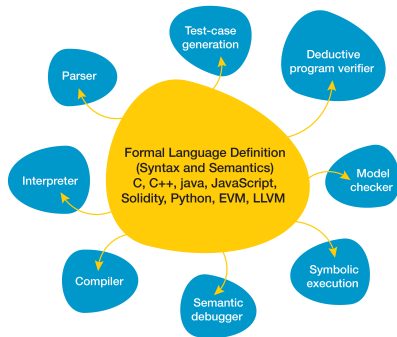 Test-case
generation
Deductive
program verifier
Parser
Formal Language Definition
(Syntax and Semantics)
C, C++, java, JavaScript,
Solidity, Python, EVM, LLVM
Interpreter
Model
checker
Compiler
Symbolic
execution
Semantic
debugger